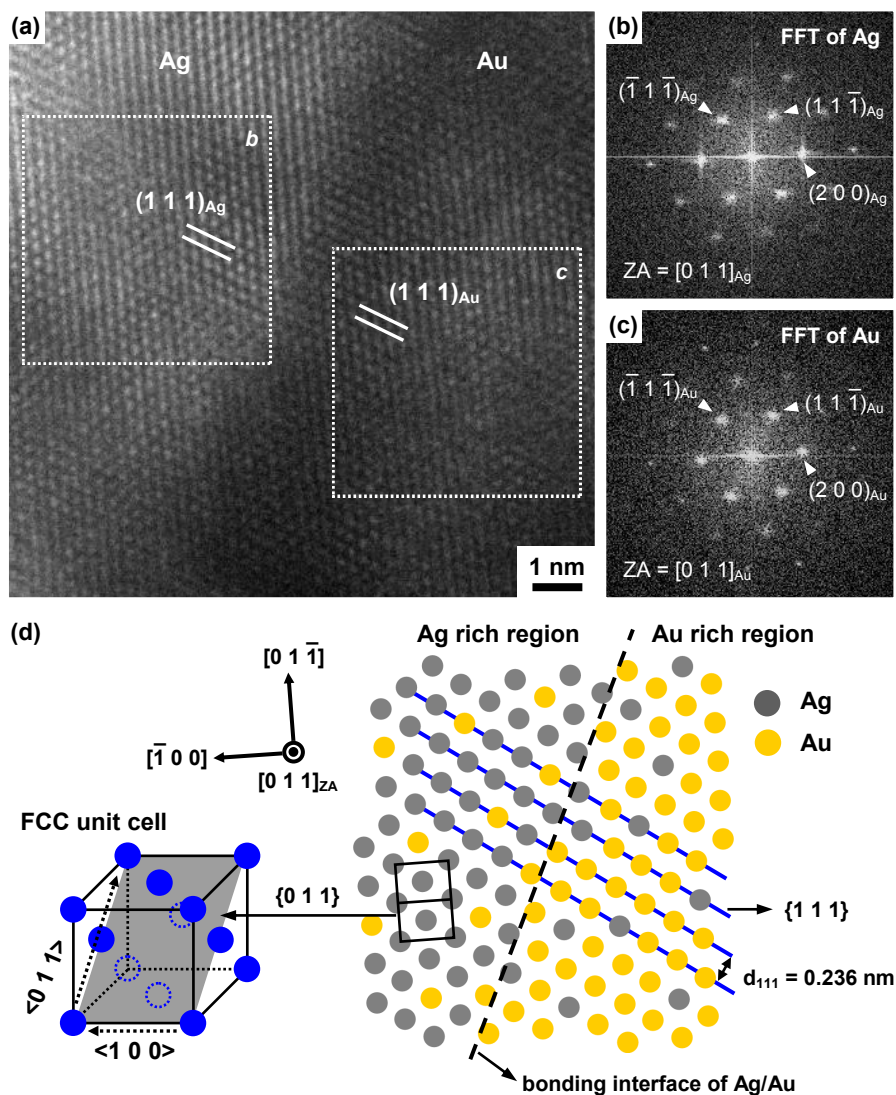 (a)
Ag
Au
b
(1 1 1)Ag
c
(1 1 1)Au
1 nm
(b)
FFT of Ag
(1̅ 1 1̅)Ag
(1 1 1̅)Ag
(2 0 0)Ag
ZA = [0 1 1]Ag
(c)
FFT of Au
(1̅ 1 1̅)Au
(1 1 1̅)Au
(2 0 0)Au
ZA = [0 1 1]Au
(d)
[0 1 1̅]
[1̅ 0 0]
[0 1 1]ZA
Ag rich region
Au rich region
Ag
Au
FCC unit cell
{0 1 1}
<0 1 1>
<1 0 0>
{1 1 1}
d111 = 0.236 nm
bonding interface of Ag/Au